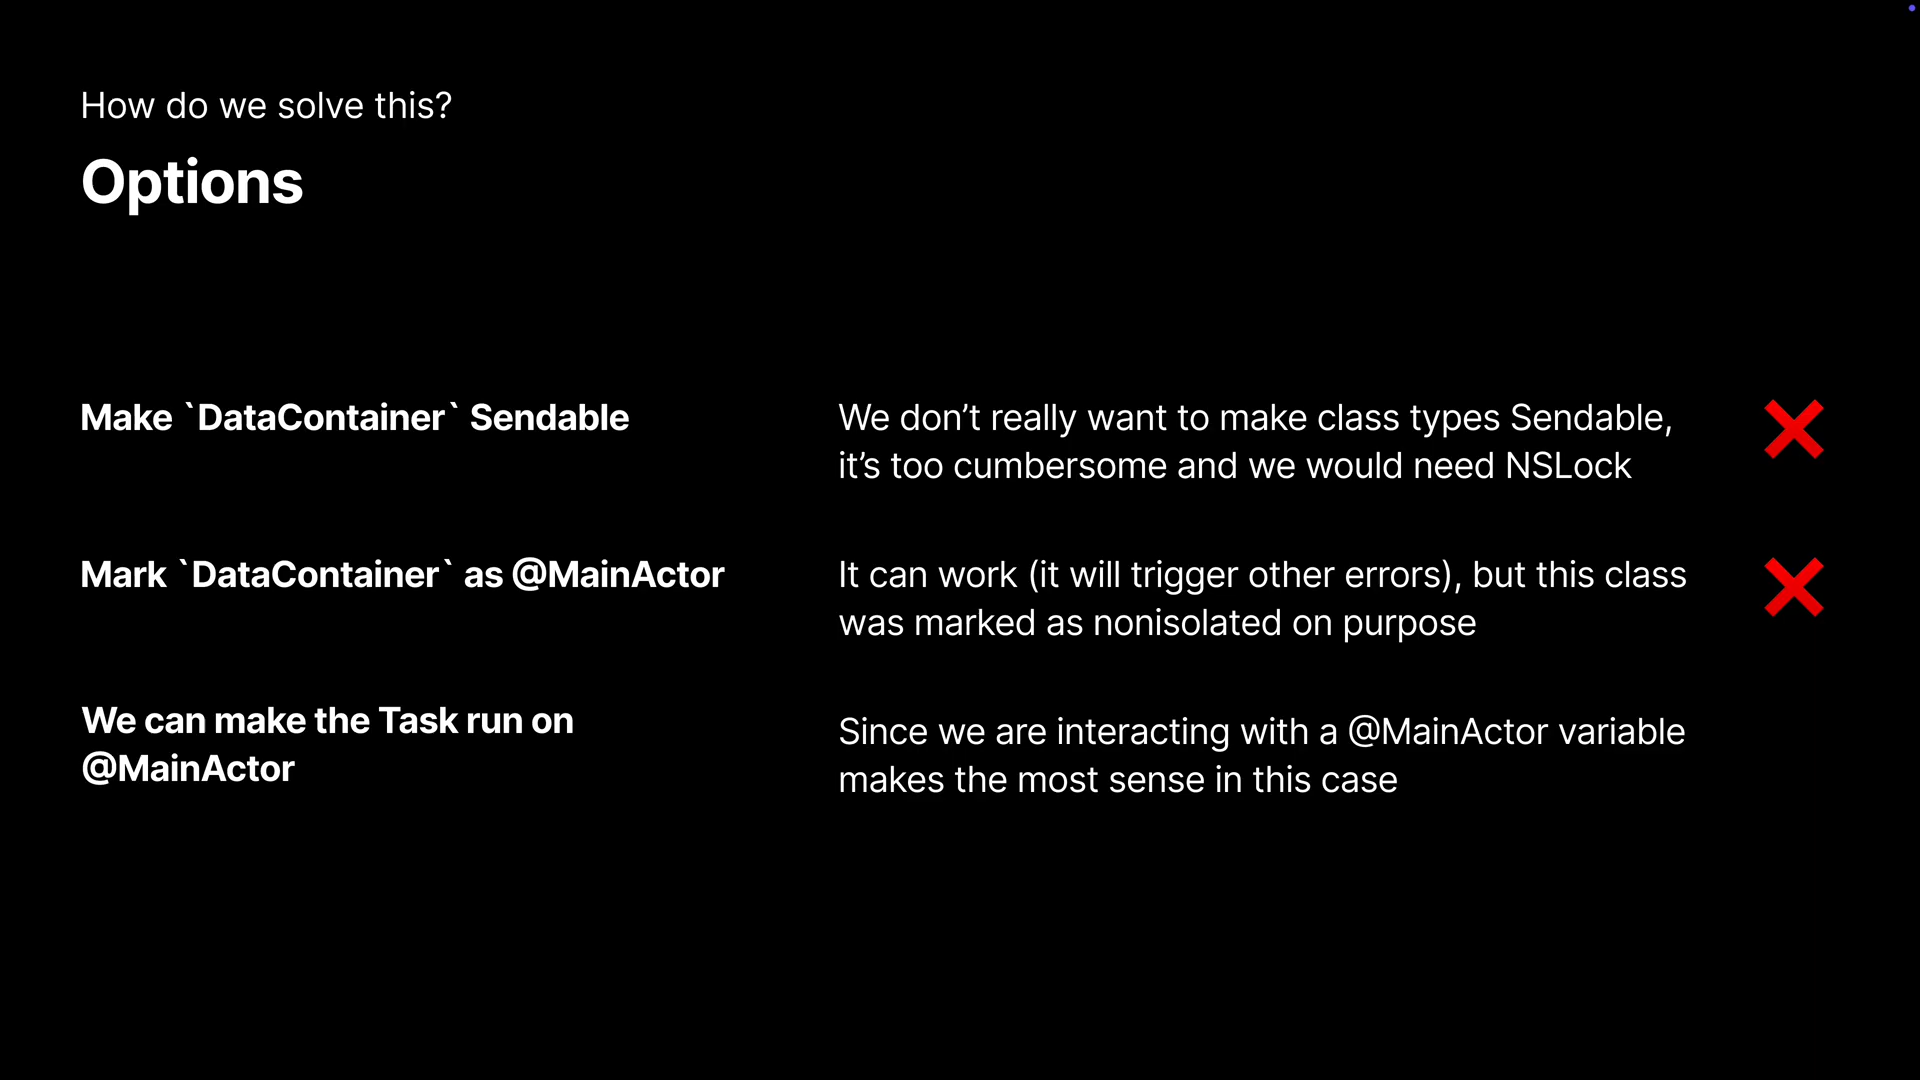 How do we solve this?
Options
Make `DataContainer` Sendable
We don’t really want to make class types Sendable,
it’s too cumbersome and we would need NSLock
Mark `DataContainer` as @MainActor
It can work (it will trigger other errors), but this class
was marked as nonisolated on purpose
We can make the Task run on
@MainActor
Since we are interacting with a @MainActor variable
makes the most sense in this case